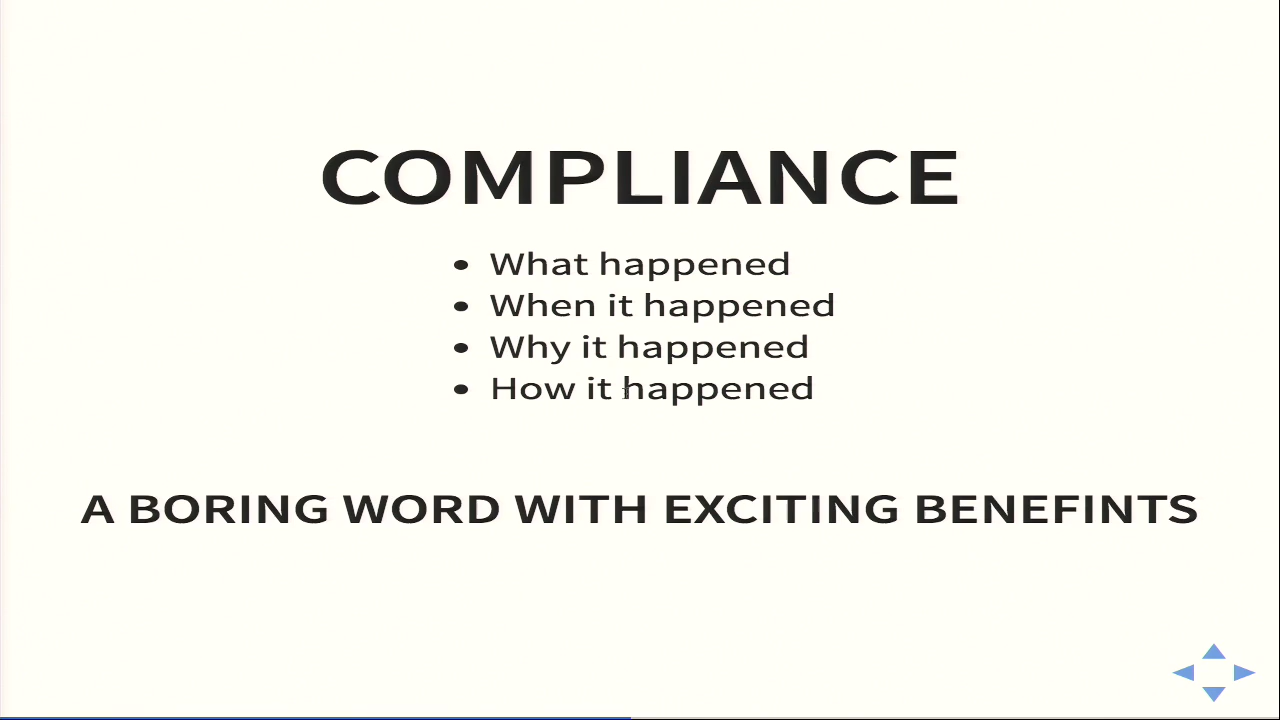 COMPLIANCE
• What happened
• When it happened
• Why it happened
• How it happened
A BORING WORD WITH EXCITING BENEFINTS